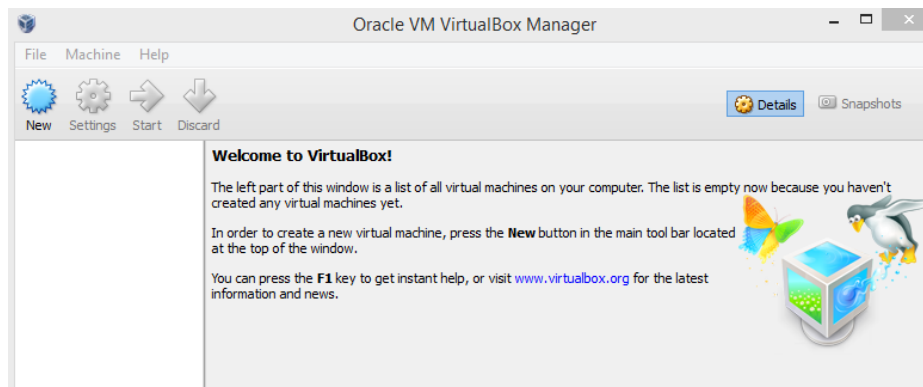 Oracle VM VirtualBox Manager
File Machine Help
New Settings Start Discard
Details Snapshots
Welcome to VirtualBox!
The left part of this window is a list of all virtual machines on your computer. The list is empty now because you haven't
created any virtual machines yet.
In order to create a new virtual machine, press the New button in the main tool bar located
at the top of the window.
You can press the F1 key to get instant help, or visit www.virtualbox.org for the latest
information and news.